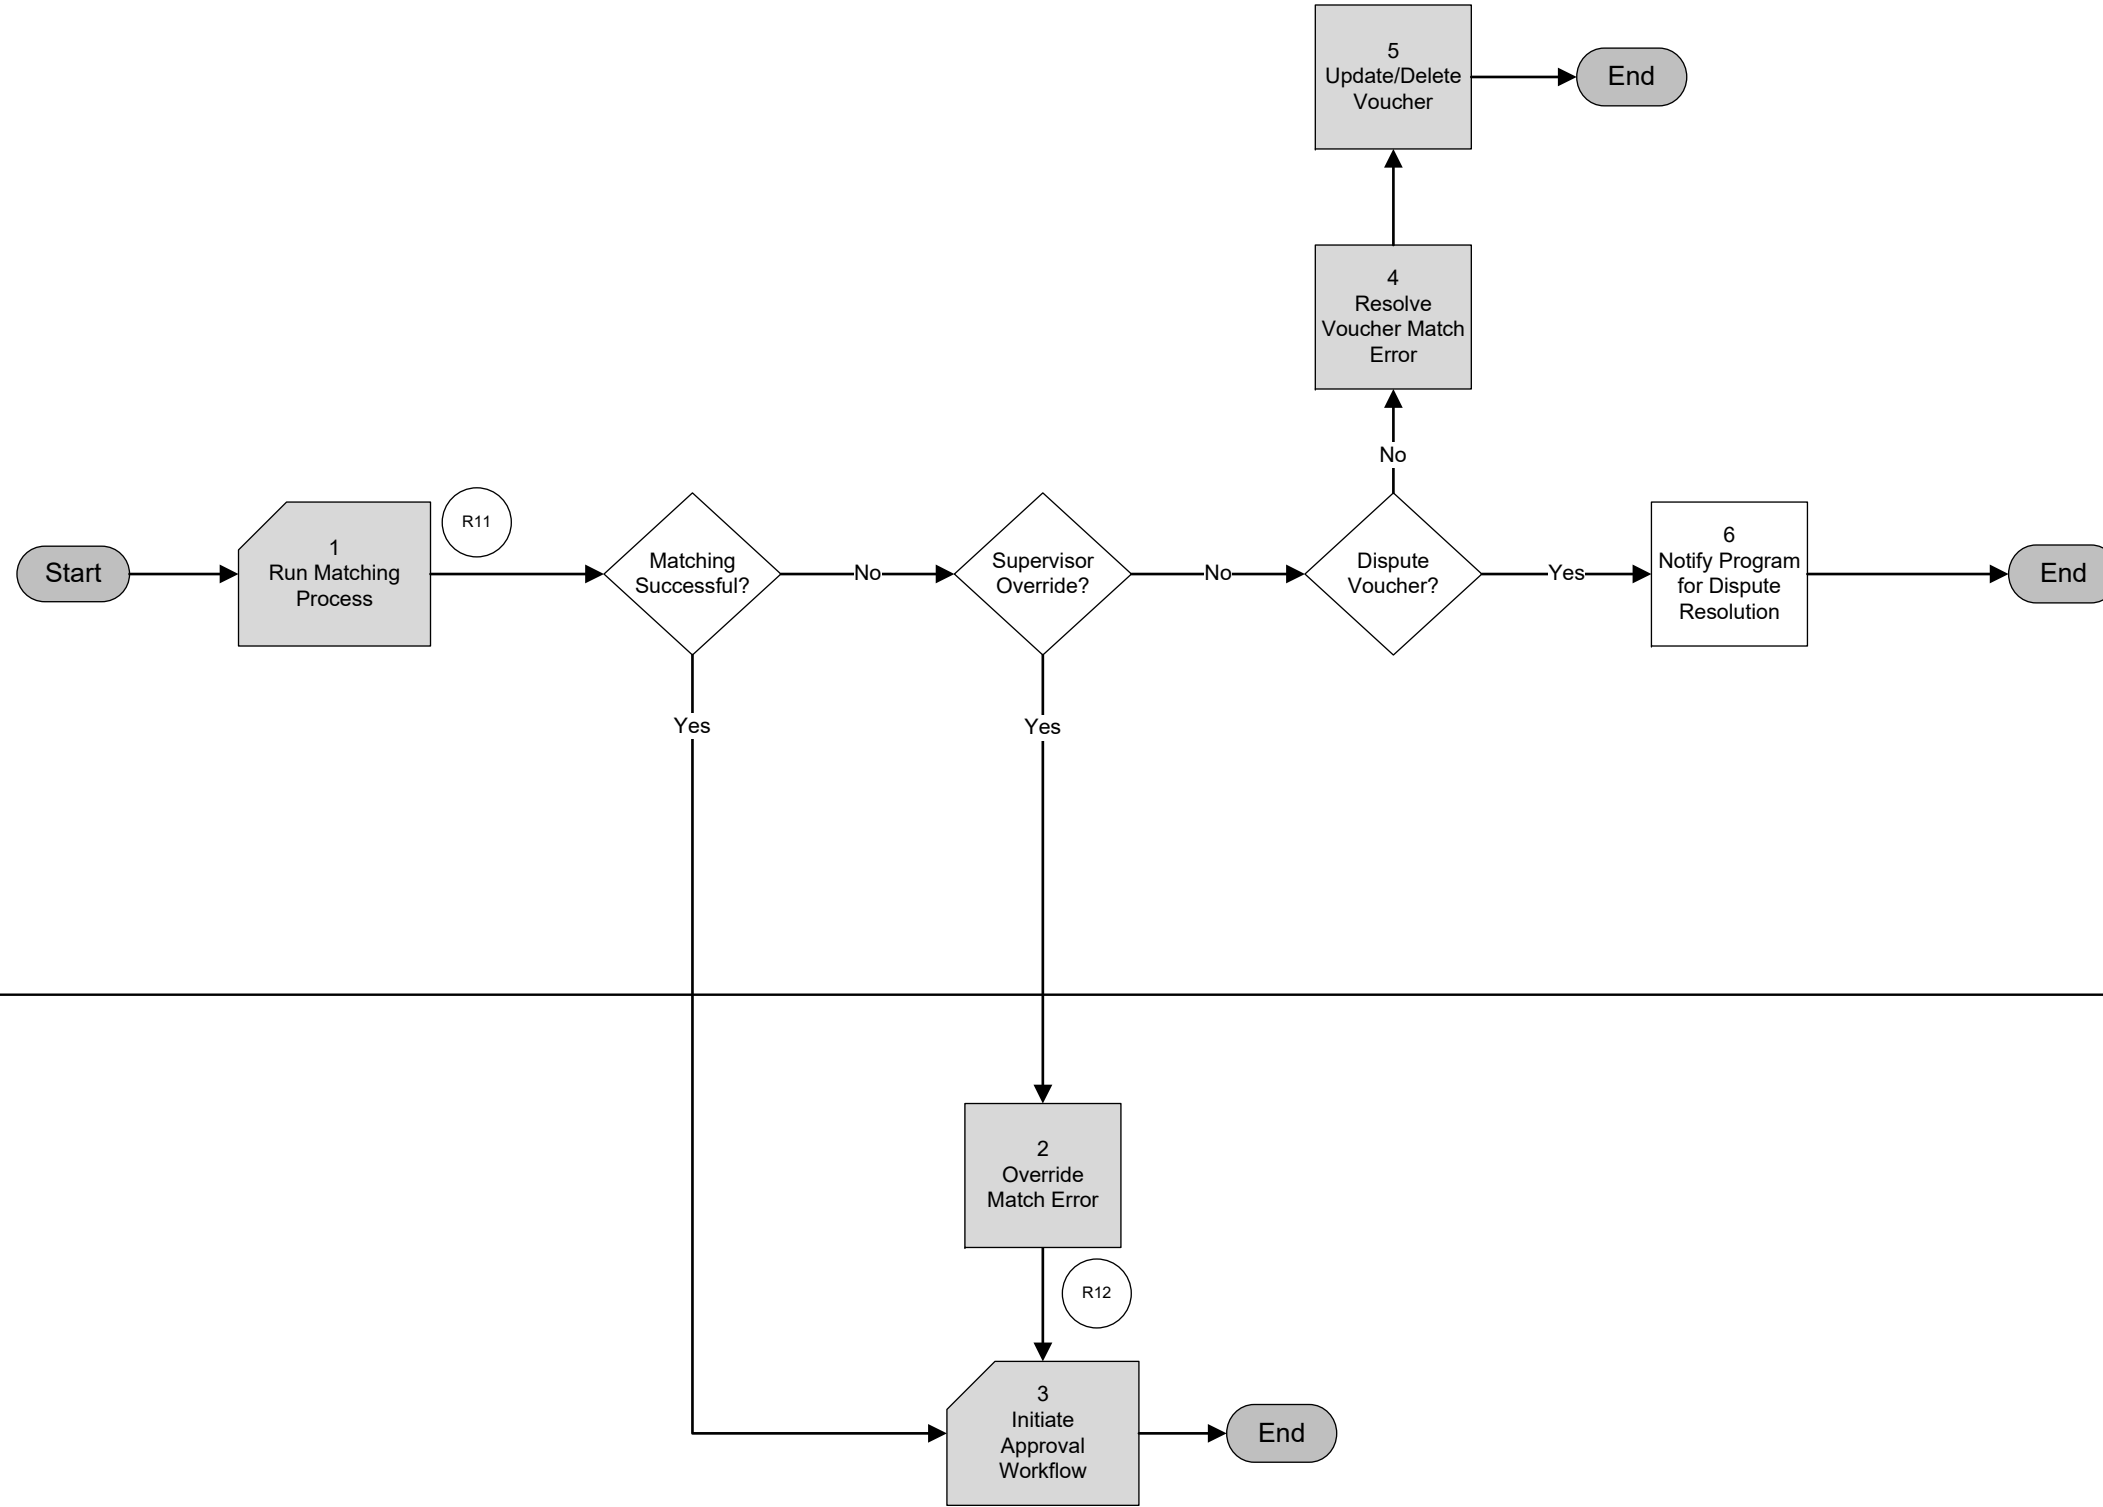 5
Update/Delete
Voucher
End
4
Resolve
Voucher Match
Error
No
Start
1
Run Matching
Process
R11
Matching
Successful?
No
Supervisor
Override?
No
Dispute
Voucher?
Yes
6
Notify Program
for Dispute
Resolution
End
Yes
Yes
2
Override
Match Error
R12
3
Initiate
Approval
Workflow
End